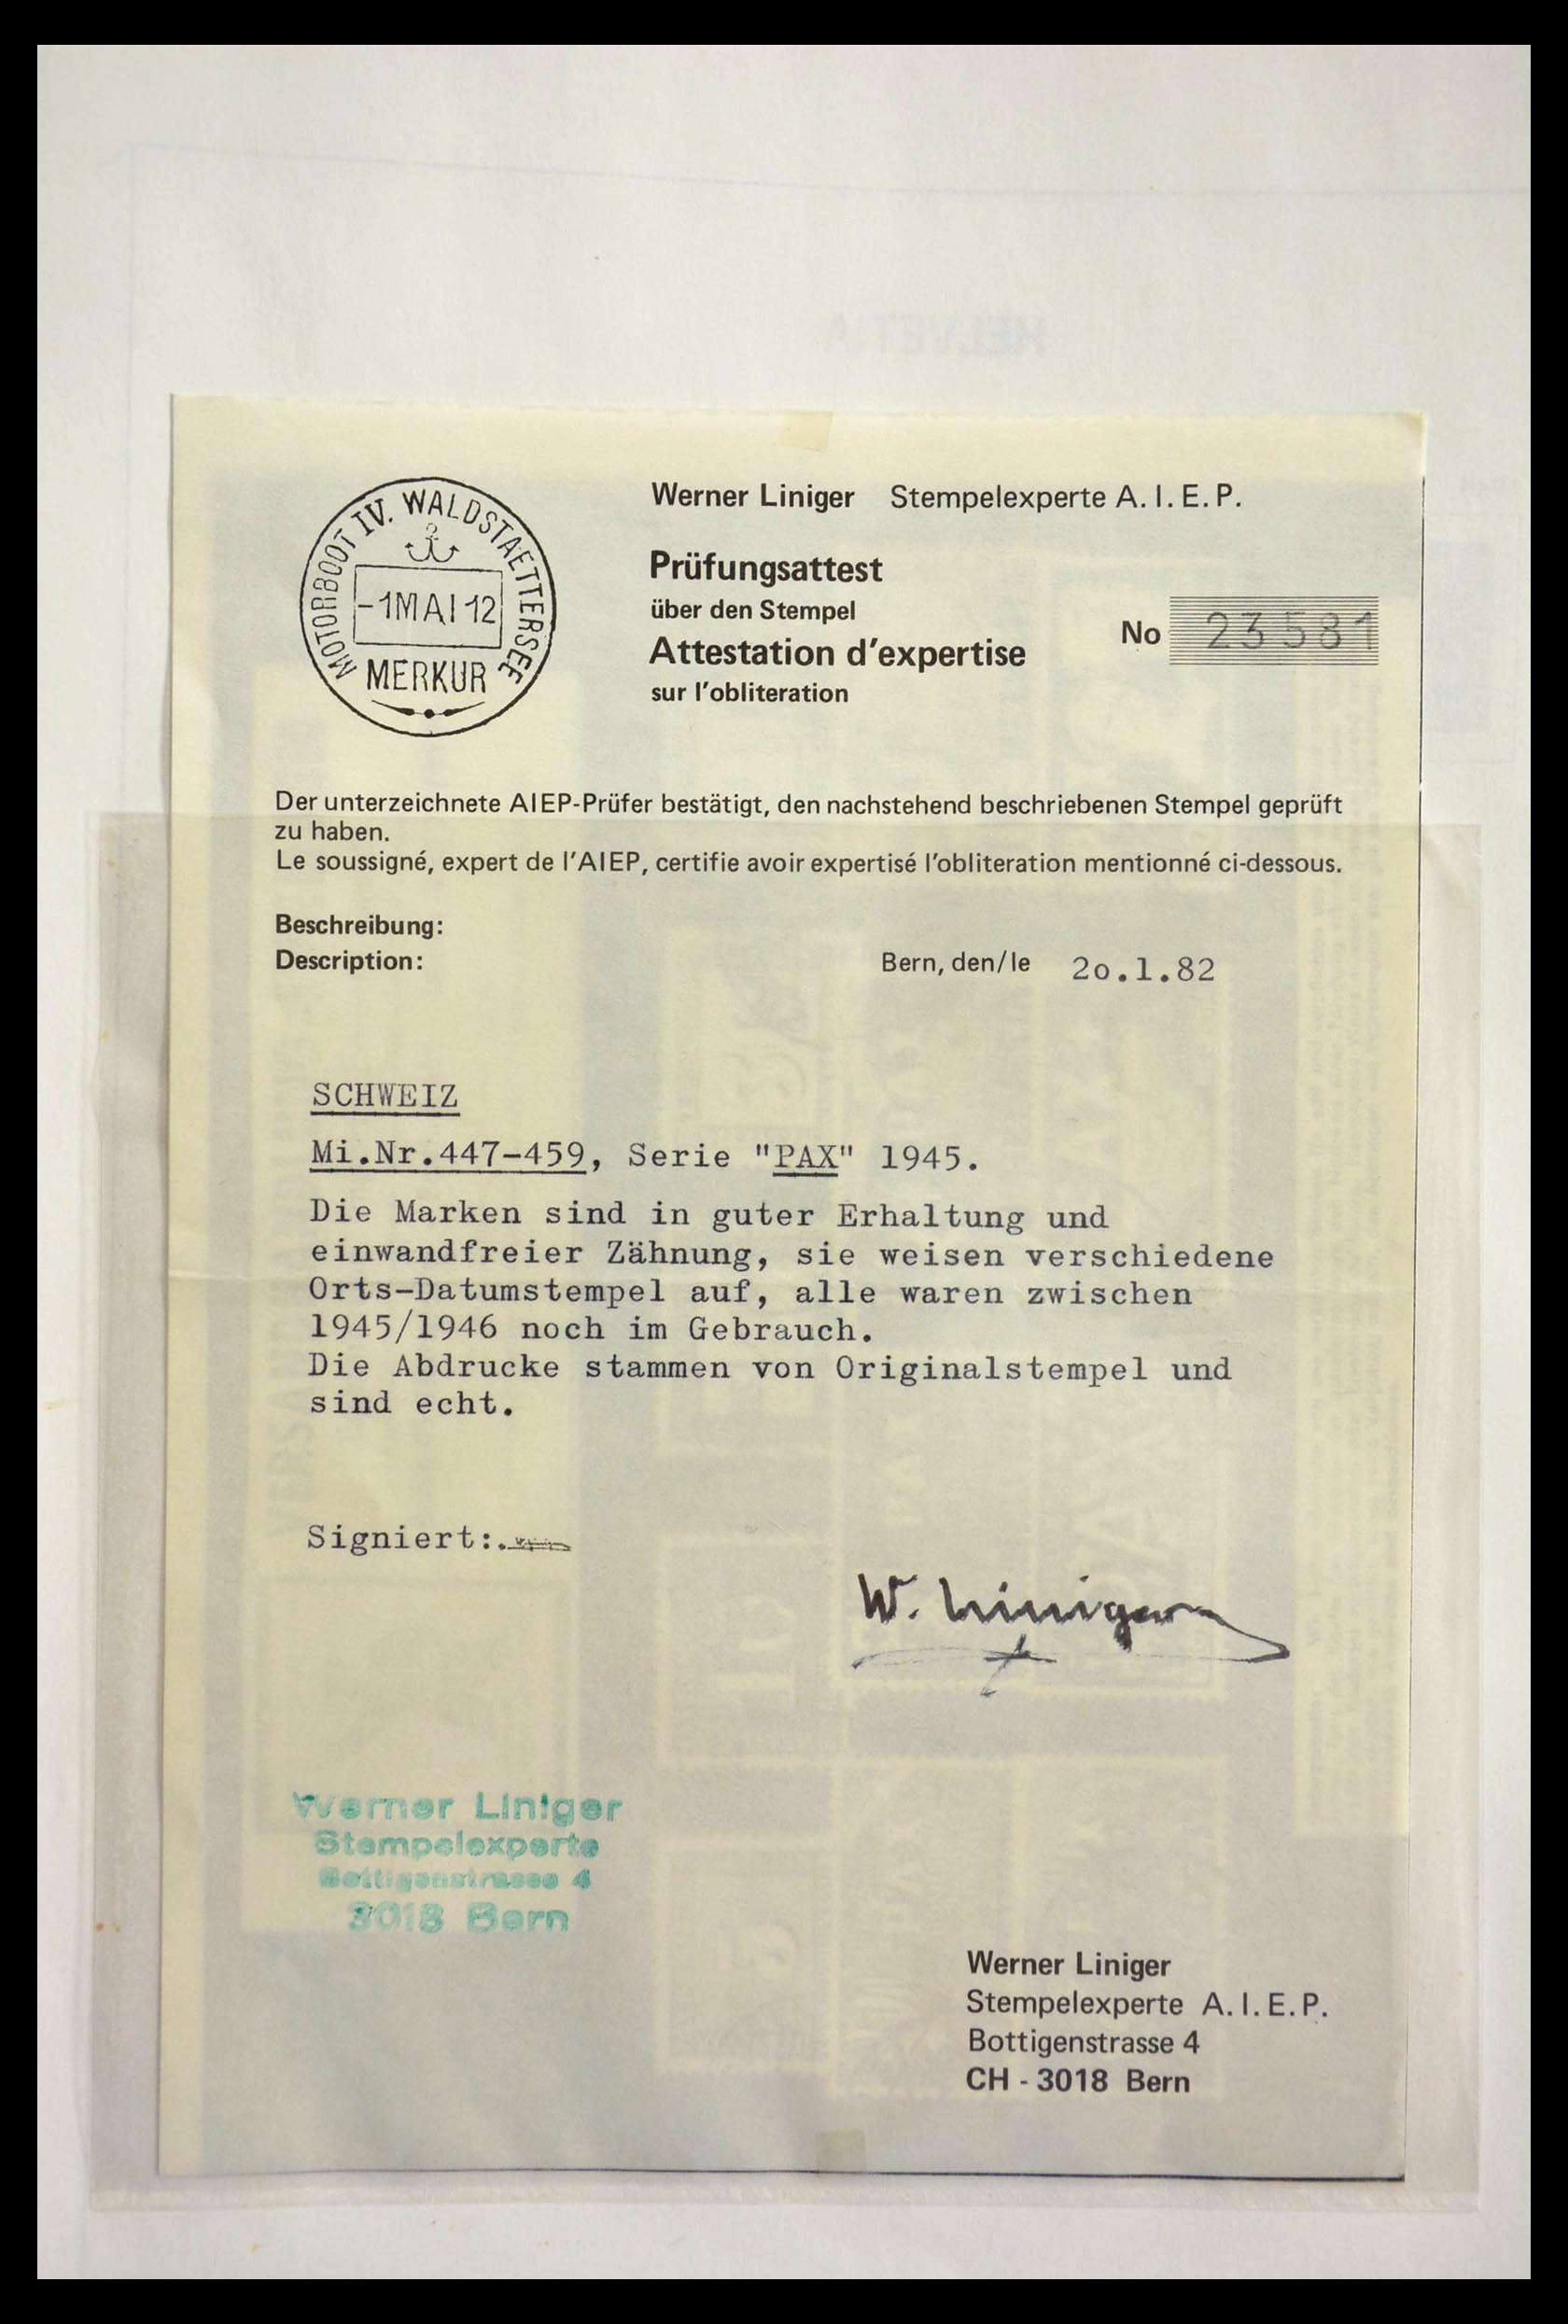 HELVETIA
MOTORBOOT IV. WALDSTAETTERSEE
-1MAI12
MERKUR
Werner Liniger Stempelexperte A.I.E.P.
Prüfungsattest
über den Stempel
Attestation d'expertise
sur l'obliteration
No 23581
Der unterzeichnete AIEP-Prüfer bestätigt, den nachstehend beschriebenen Stempel geprüft
zu haben.
Le soussigné, expert de l'AIEP, certifie avoir expertisé l'obliteration mentionné ci-dessous.
Beschreibung:
Description:
Bern, den/le 2o.1.82
SCHWEIZ
Mi.Nr.447-459, Serie "PAX" 1945.
Die Marken sind in guter Erhaltung und
einwandfreier Zähnung, sie weisen verschiedene
Orts-Datumstempel auf, alle waren zwischen
1945/1946 noch im Gebrauch.
Die Abdrucke stammen von Originalstempel und
sind echt.
Signiert:
W. Liniger
Werner Liniger
Stempelexperte
Bottigenstrasse 4
3018 Bern
Werner Liniger
Stempelexperte A.I.E.P.
Bottigenstrasse 4
CH - 3018 Bern